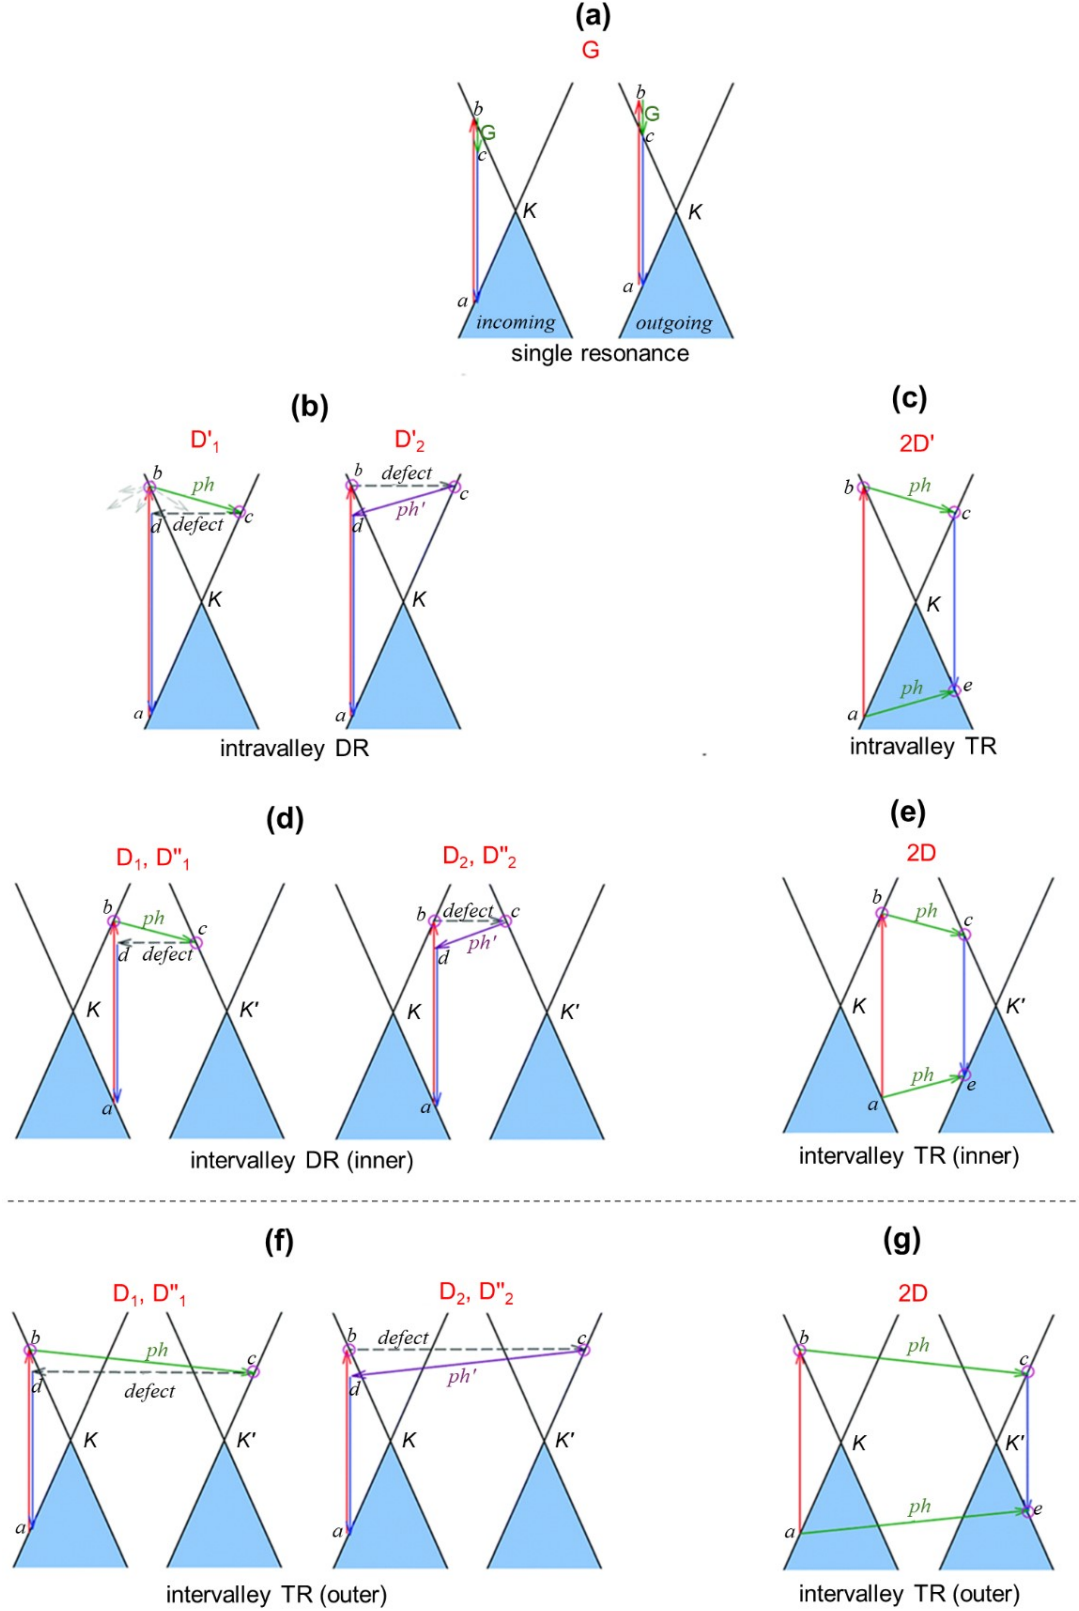 (a)
G
b
b
G
G
c
c
K
K
a
a
incoming
outgoing
single resonance
(b)
(c)
D'1
D'2
2D'
b
ph
b
defect
c
b
ph
c
d
defect
c
d
ph'
K
K
K
ph
e
a
a
a
intravalley DR
intravalley TR
(d)
(e)
D1, D"1
D2, D"2
2D
b
ph
b
defect
c
b
ph
c
d
defect
c
d
ph'
K
K'
K
K'
K
K'
ph
e
a
a
a
intervalley DR (inner)
intervalley TR (inner)
(f)
(g)
D1, D"1
D2, D"2
2D
b
ph
c
b
defect
c
b
ph
c
d
defect
d
ph'
K
K'
K
K'
K
K'
ph
e
a
a
a
intervalley TR (outer)
intervalley TR (outer)